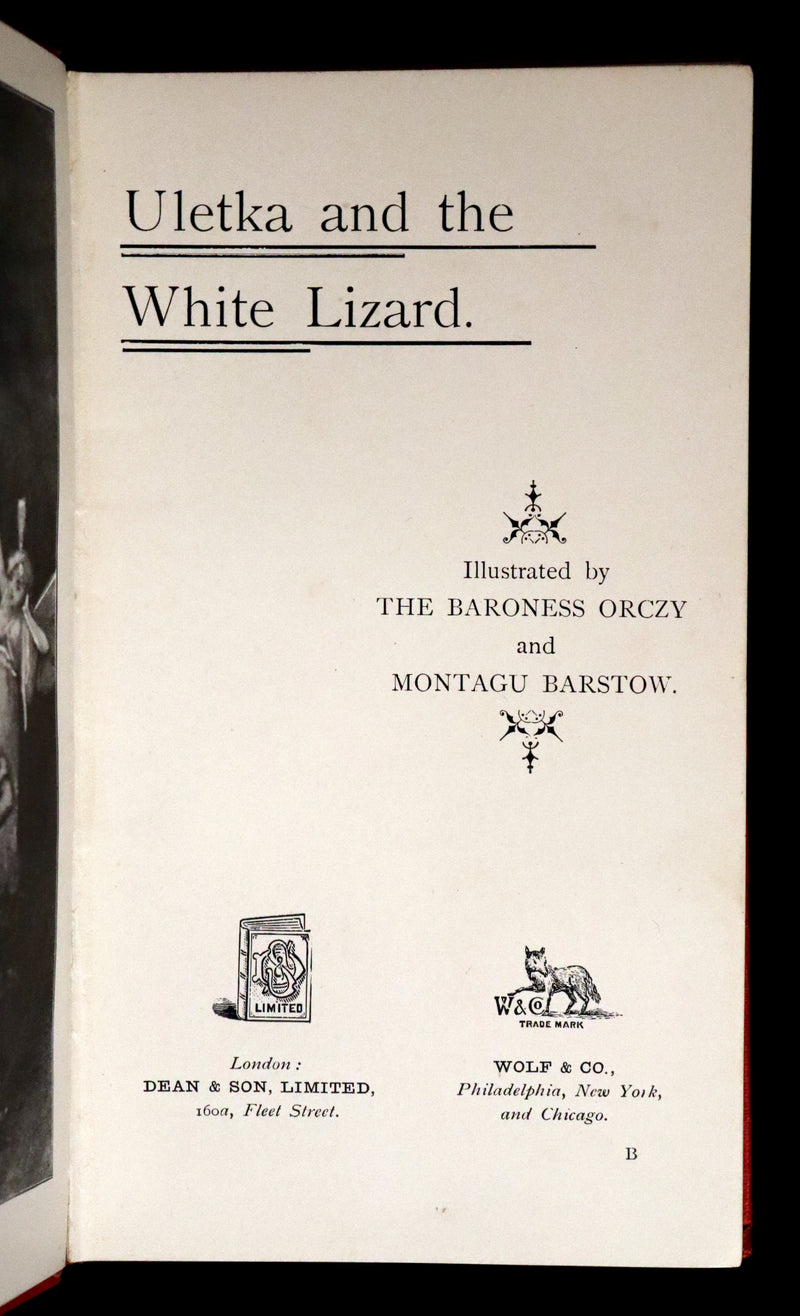 Uletka and the
White Lizard.
Illustrated by
THE BARONESS ORCZY
and
MONTAGU BARSTOW.
LIMITED
W&Co
TRADE MARK
London :
DEAN & SON, LIMITED,
160a, Fleet Street.
WOLF & CO.,
Philadelphia, New York,
and Chicago.
B